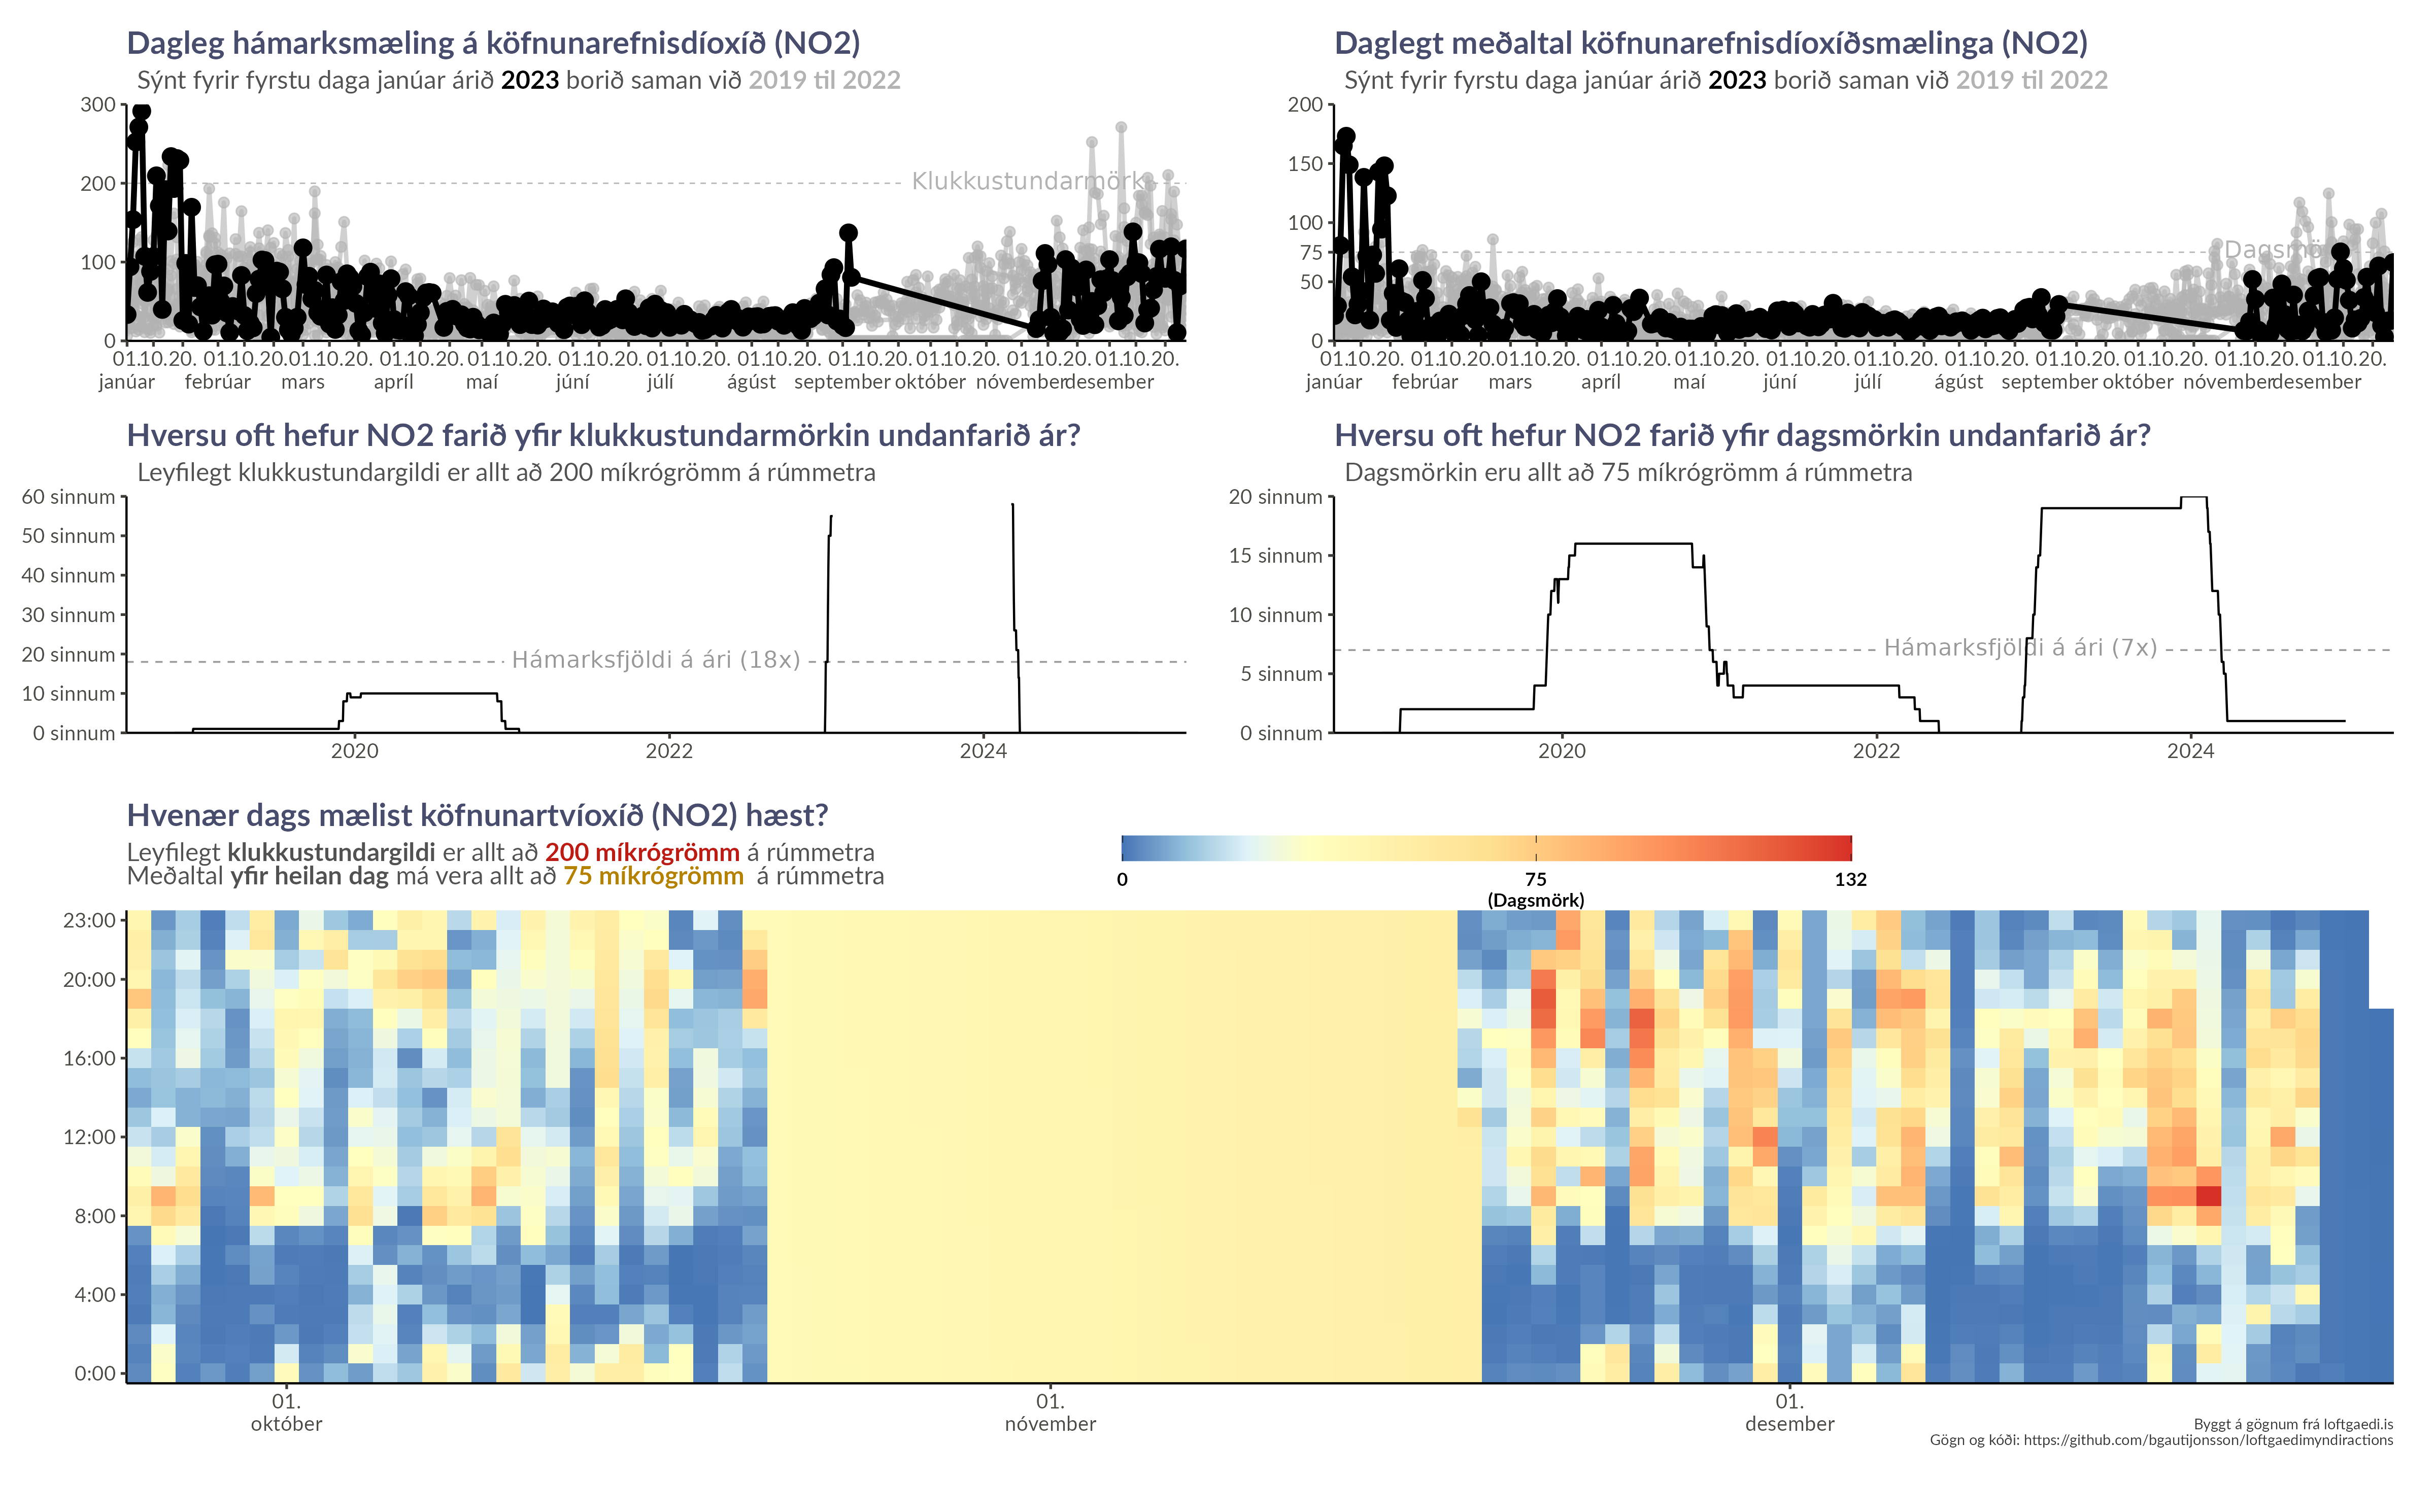 Dagleg hámarksmæling á köfnunarefnisdíoxíð (NO2)
Sýnt fyrir fyrstu daga janúar árið 2023 borið saman við 2019 til 2022
300
200
100
0
Klukkustundarmörk
01.10.20. 01.10.20. 01.10.20. 01.10.20. 01.10.20. 01.10.20. 01.10.20. 01.10.20. 01.10.20. 01.10.20. 01.10.20. 01.10.20.
janúar febrúar mars apríl maí júní júlí ágúst september október nóvember desember
Daglegt meðaltal köfnunarefnisdíoxíðsmælinga (NO2)
Sýnt fyrir fyrstu daga janúar árið 2023 borið saman við 2019 til 2022
200
150
100
75
50
0
01.10.20. 01.10.20. 01.10.20. 01.10.20. 01.10.20. 01.10.20. 01.10.20. 01.10.20. 01.10.20. 01.10.20. 01.10.20. 01.10.20.
janúar febrúar mars apríl maí júní júlí ágúst september október nóvember desember
Hversu oft hefur NO2 farið yfir klukkustundarmörkin undanfarið ár?
Leyfilegt klukkustundargildi er allt að 200 míkrógrömm á rúmmetra
60 sinnum
50 sinnum
40 sinnum
30 sinnum
20 sinnum
10 sinnum
0 sinnum
Hámarksfjöldi á ári (18x)
2020 2022 2024
Hversu oft hefur NO2 farið yfir dagsmörkin undanfarið ár?
Dagsmörkin eru allt að 75 míkrógrömm á rúmmetra
20 sinnum
15 sinnum
10 sinnum
5 sinnum
0 sinnum
Hámarksfjöldi á ári (7x)
2020 2022 2024
Hvenær dags mælist köfnunartvíoxíð (NO2) hæst?
Leyfilegt klukkustundargildi er allt að 200 míkrógrömm á rúmmetra
Meðaltal yfir heilan dag má vera allt að 75 míkrógrömm á rúmmetra
0 75 132
(Dagsmörk)
23:00
20:00
16:00
12:00
8:00
4:00
0:00
01. 01. 01.
október nóvember desember
Byggt á gögnum frá loftgaedi.is
Gögn og kóði: https://github.com/bgautijonsson/loftgaedimyndiractions